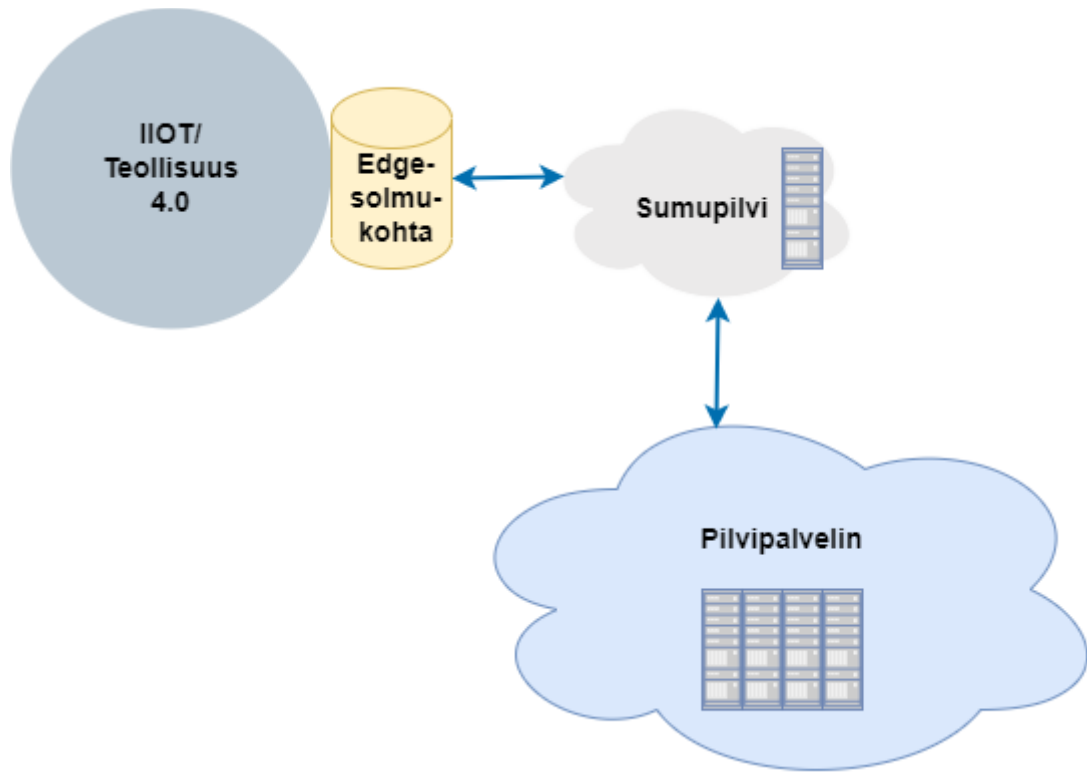 IIOT/
Teollisuus
4.0
Edge-
solmu-
kohta
Sumupilvi
Pilvipalvelin